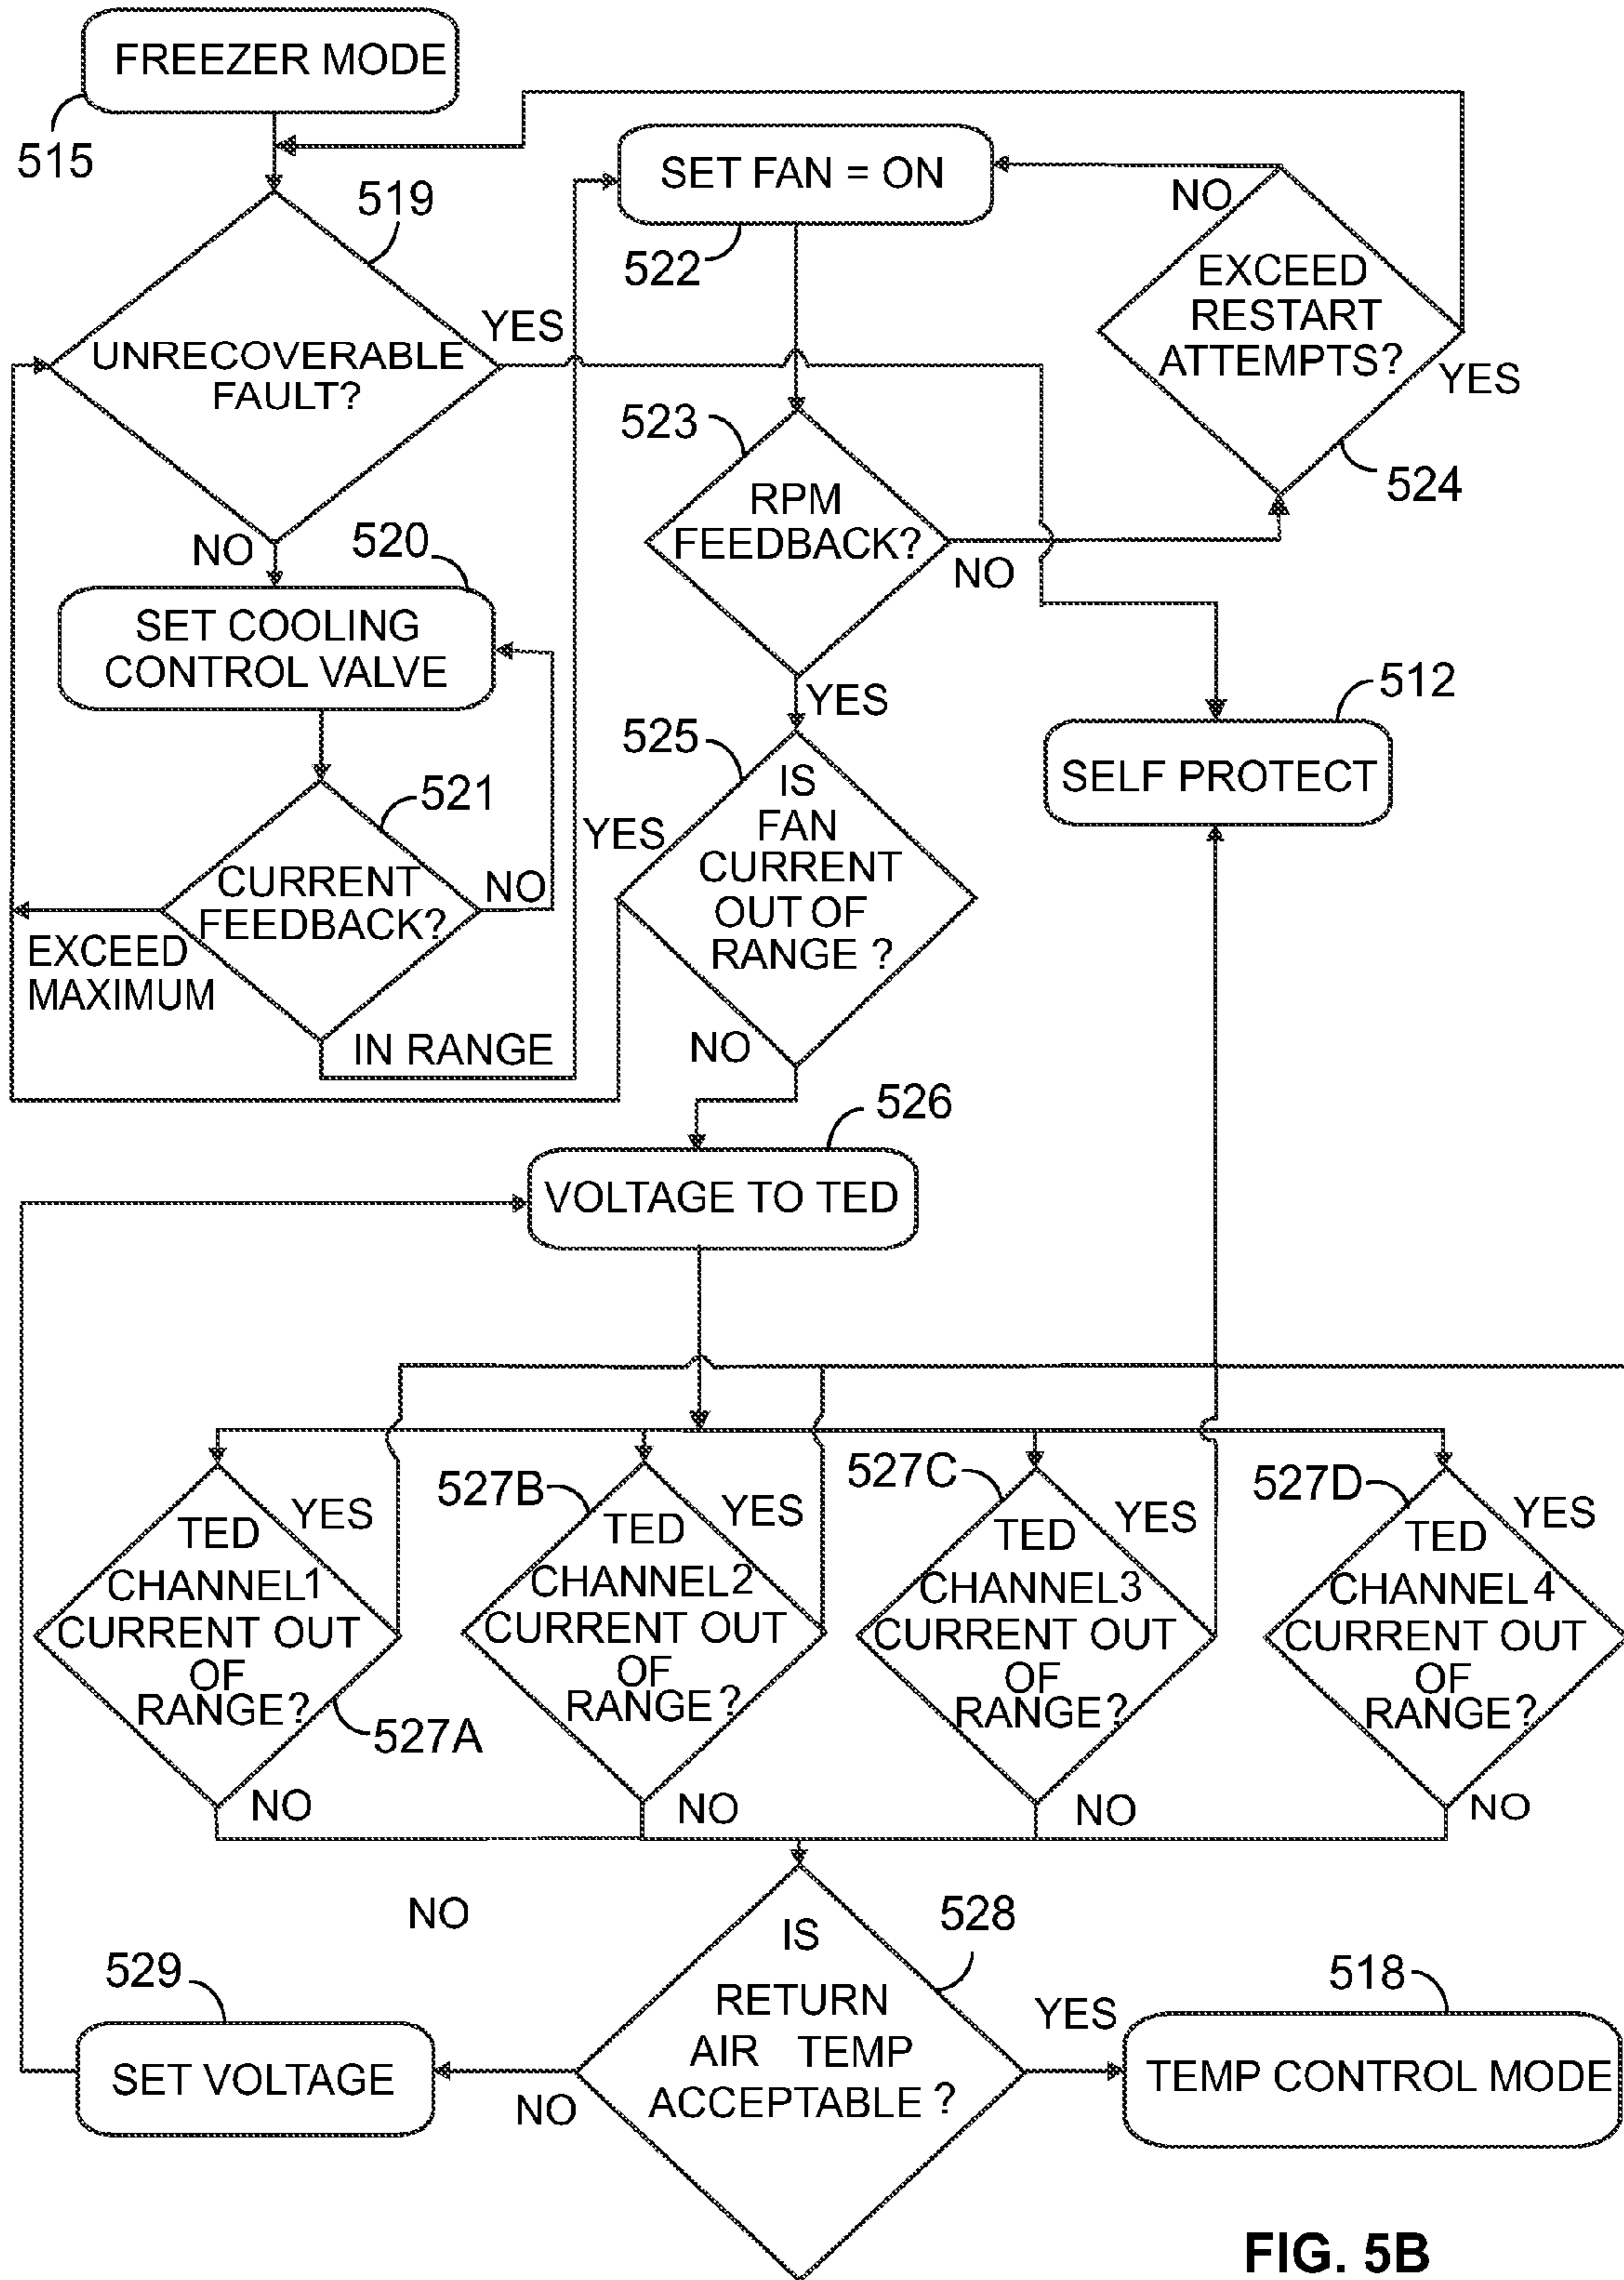 FREEZER MODE
515
519
UNRECOVERABLE
FAULT?
YES
NO
520
SET COOLING
CONTROL VALVE
521
CURRENT
FEEDBACK?
NO
EXCEED
MAXIMUM
IN RANGE
SET FAN = ON
522
NO
EXCEED
RESTART
ATTEMPTS?
YES
524
523
RPM
FEEDBACK?
NO
YES
525
IS
FAN
CURRENT
OUT OF
RANGE ?
YES
NO
512
SELF PROTECT
526
VOLTAGE TO TED
TED
CHANNEL1
CURRENT OUT
OF
RANGE?
YES
527A
NO
527B
TED
CHANNEL2
CURRENT OUT
OF
RANGE ?
YES
NO
527C
TED
CHANNEL3
CURRENT OUT
OF
RANGE?
YES
NO
527D
TED
CHANNEL4
CURRENT OUT
OF
RANGE?
YES
NO
NO
528
IS
RETURN
AIR TEMP
ACCEPTABLE ?
529
SET VOLTAGE
NO
YES
518
TEMP CONTROL MODE
FIG. 5B